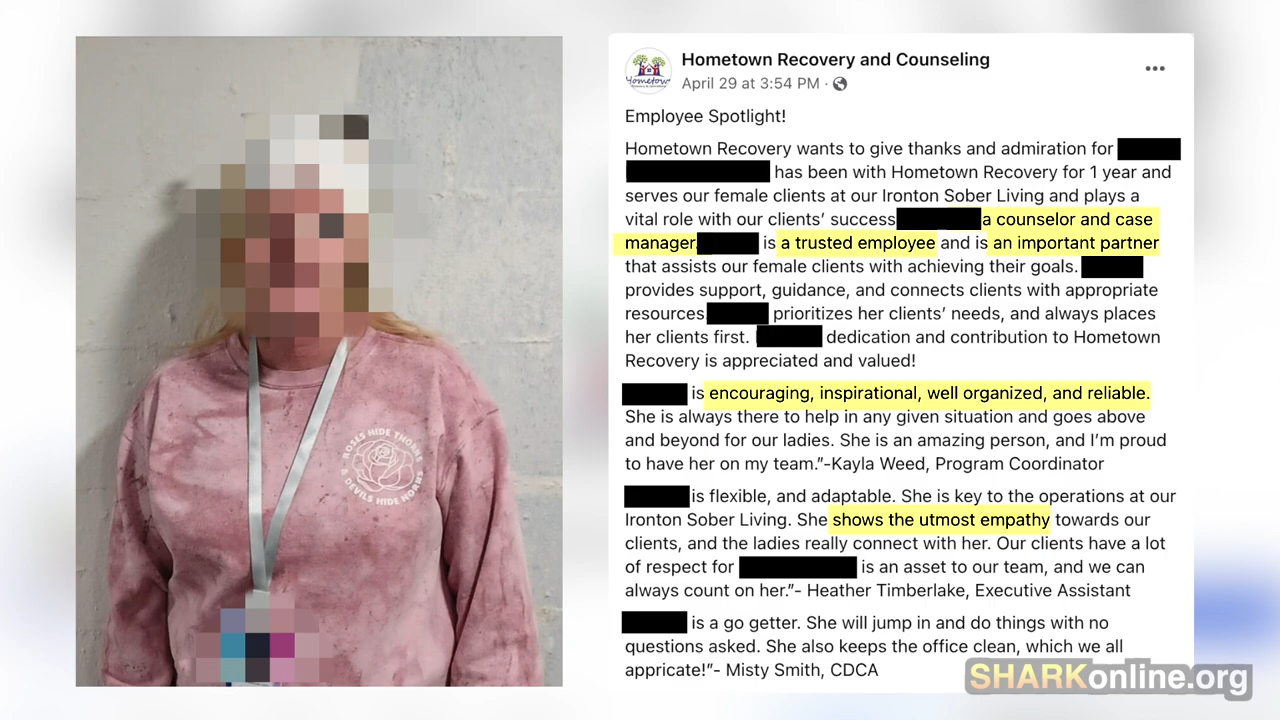 ROSES HIDE THORNS
& DEVILS HIDE HORNS
Hometown
Hometown Recovery and Counseling
April 29 at 3:54 PM ·
Employee Spotlight!
Hometown Recovery wants to give thanks and admiration for
has been with Hometown Recovery for 1 year and
serves our female clients at our Ironton Sober Living and plays a
vital role with our clients’ success a counselor and case
manager. is a trusted employee and is an important partner
that assists our female clients with achieving their goals.
provides support, guidance, and connects clients with appropriate
resources. prioritizes her clients’ needs, and always places
her clients first. dedication and contribution to Hometown
Recovery is appreciated and valued!
is encouraging, inspirational, well organized, and reliable.
She is always there to help in any given situation and goes above
and beyond for our ladies. She is an amazing person, and I’m proud
to have her on my team.”-Kayla Weed, Program Coordinator
is flexible, and adaptable. She is key to the operations at our
Ironton Sober Living. She shows the utmost empathy towards our
clients, and the ladies really connect with her. Our clients have a lot
of respect for is an asset to our team, and we can
always count on her.”- Heather Timberlake, Executive Assistant
is a go getter. She will jump in and do things with no
questions asked. She also keeps the office clean, which we all
appricate!”- Misty Smith, CDCA
SHARKonline.org